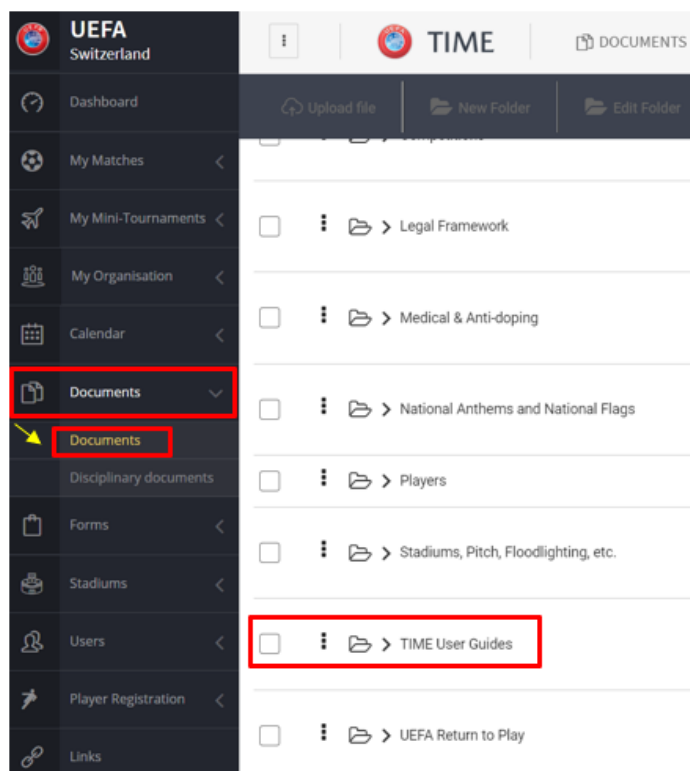 UEFA
Switzerland
Dashboard
My Matches
My Mini-Tournaments
My Organisation
Calendar
Documents
Documents
Disciplinary documents
Forms
Stadiums
Users
Player Registration
Links
TIME
DOCUMENTS
Upload file
New Folder
Edit Folder
Legal Framework
Medical & Anti-doping
National Anthems and National Flags
Players
Stadiums, Pitch, Floodlighting, etc.
TIME User Guides
UEFA Return to Play